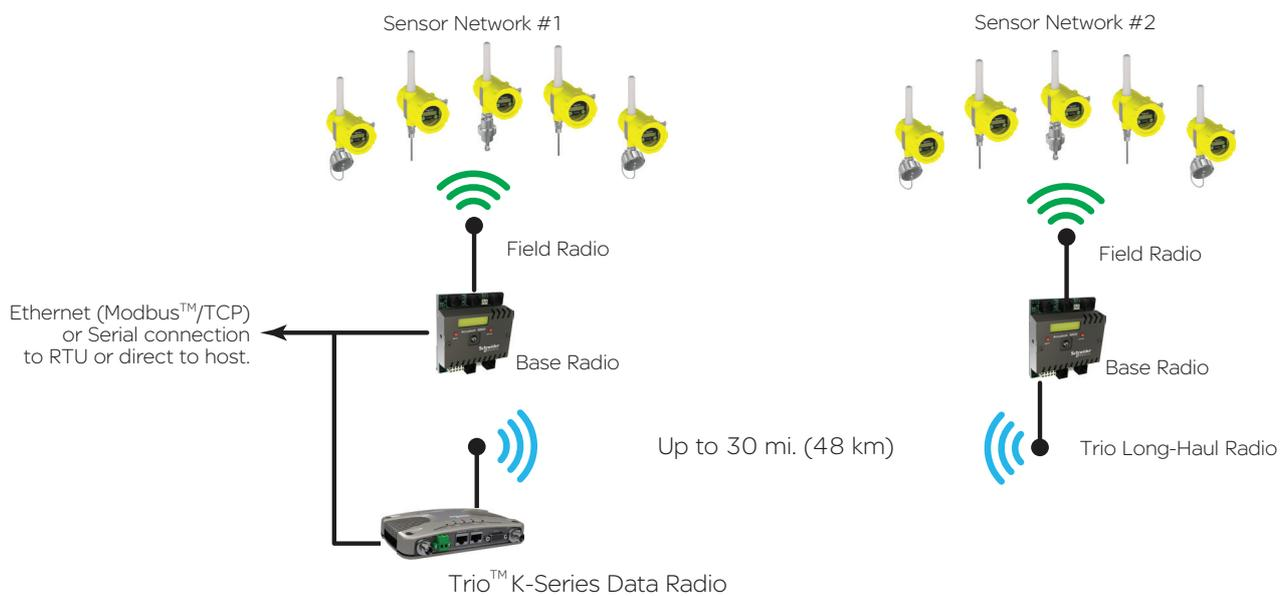 Sensor Network #1
Sensor Network #2
Field Radio
Field Radio
Ethernet (Modbus™/TCP)
or Serial connection
to RTU or direct to host.
Base Radio
Base Radio
Up to 30 mi. (48 km)
Trio Long-Haul Radio
Trio™ K-Series Data Radio
Schneider
Schneider